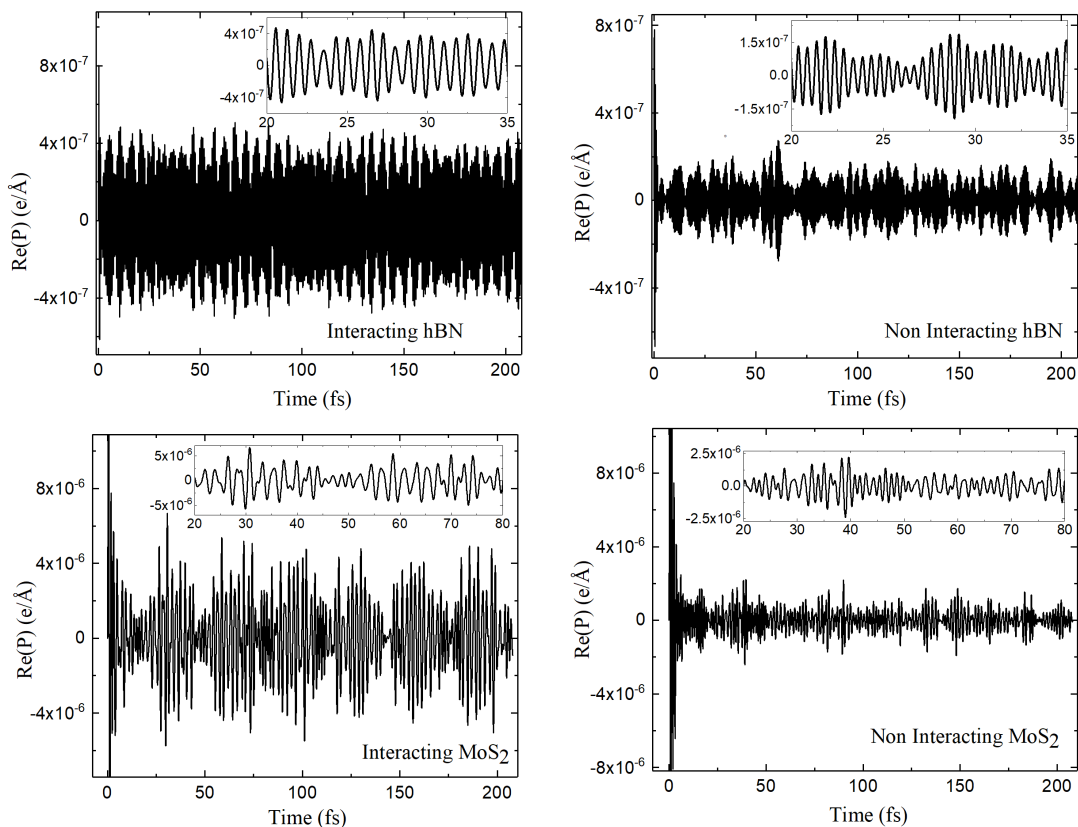 4x10⁻⁷
0
-4x10⁻⁷
20 25 30 35
8x10⁻⁷
4x10⁻⁷
0
-4x10⁻⁷
Re(P) (e/Å)
Interacting hBN
0 50 100 150 200
Time (fs)
1.5x10⁻⁷
0.0
-1.5x10⁻⁷
20 25 30 35
8x10⁻⁷
4x10⁻⁷
0
-4x10⁻⁷
Re(P) (e/Å)
Non Interacting hBN
0 50 100 150 200
Time (fs)
5x10⁻⁶
0
-5x10⁻⁶
20 30 40 50 60 70 80
8x10⁻⁶
4x10⁻⁶
0
-4x10⁻⁶
Re(P) (e/Å)
Interacting MoS₂
0 50 100 150 200
Time (fs)
2.5x10⁻⁶
0.0
-2.5x10⁻⁶
20 30 40 50 60 70 80
8x10⁻⁶
4x10⁻⁶
0
-4x10⁻⁶
-8x10⁻⁶
Re(P) (e/Å)
Non Interacting MoS₂
0 50 100 150 200
Time (fs)